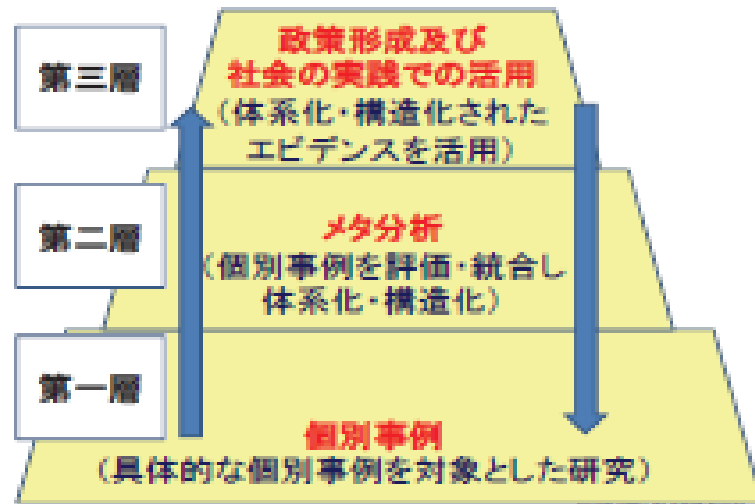 第三層
政策形成及び
社会の実践での活用
（体系化・構造化された
エビデンスを活用）
第二層
メタ分析
（個別事例を評価・統合し
体系化・構造化）
第一層
個別事例
（具体的な個別事例を対象とした研究）